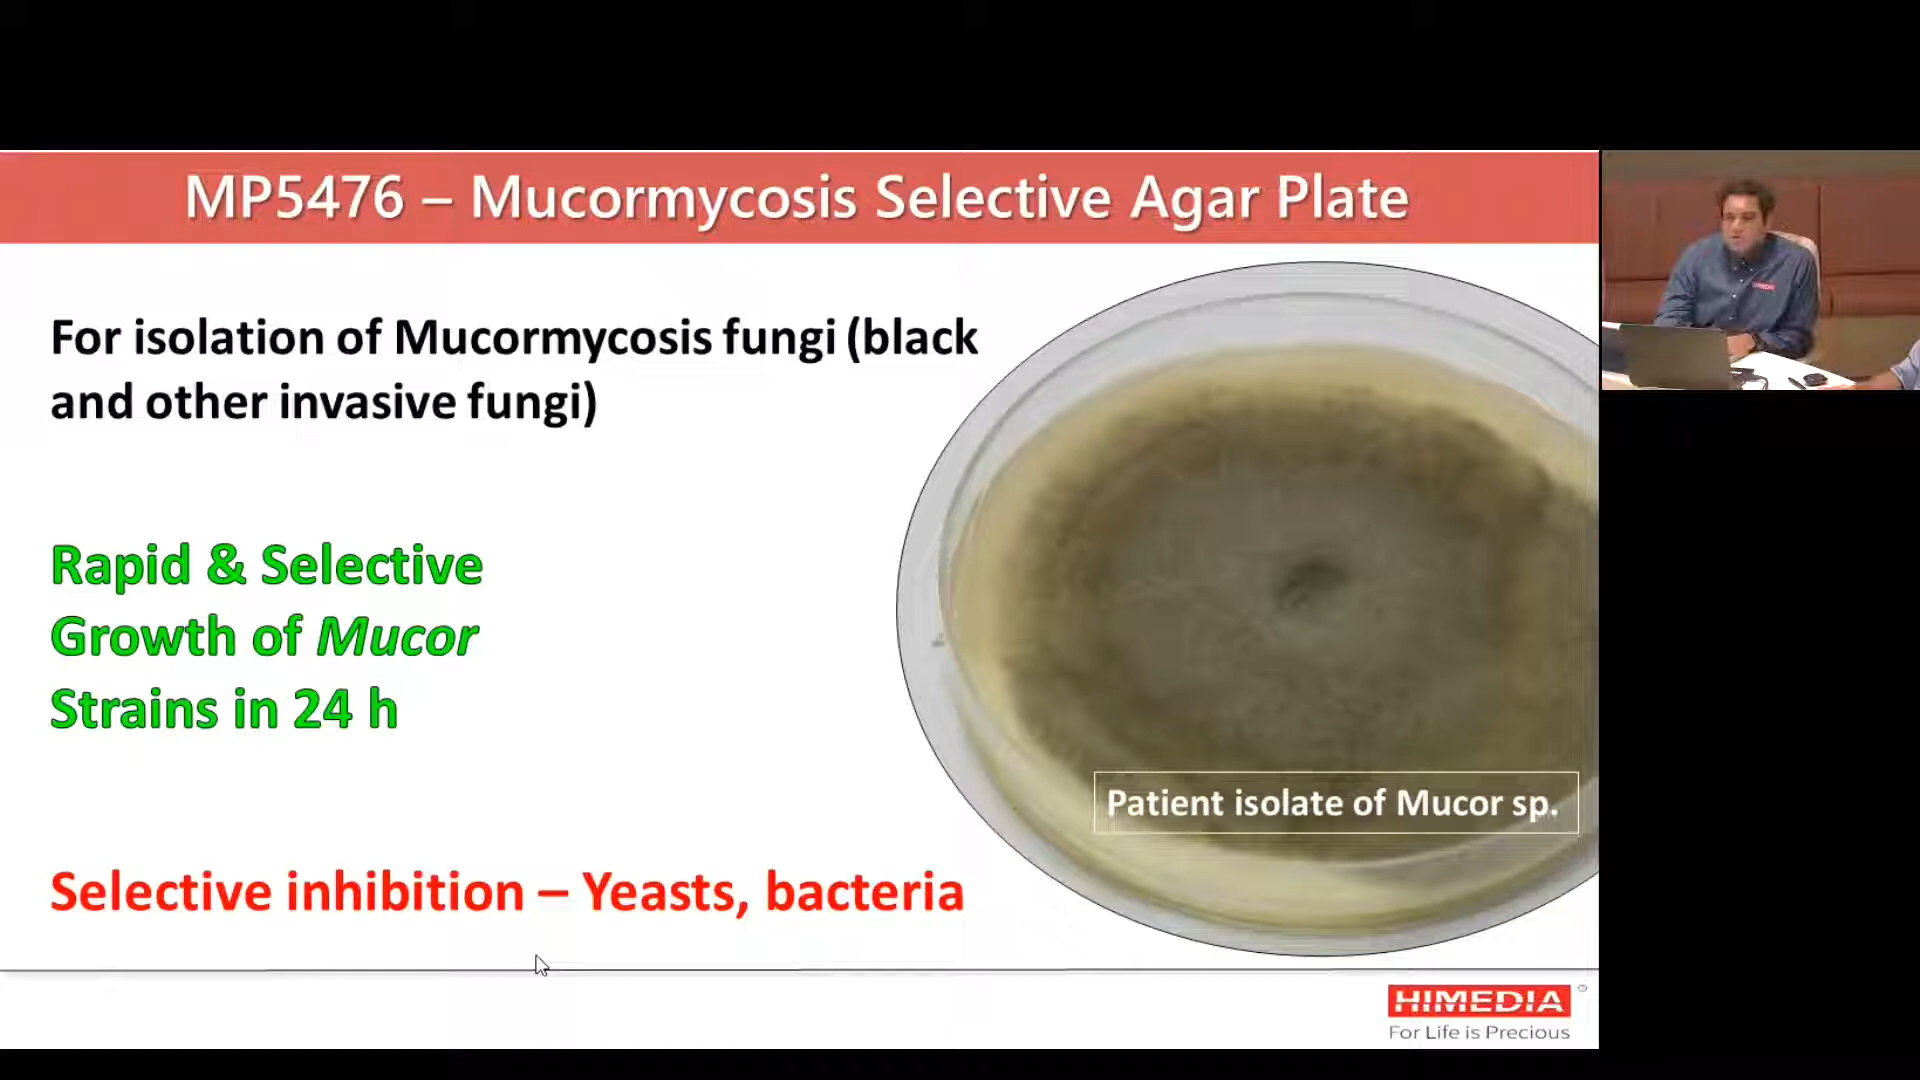 MP5476 – Mucormycosis Selective Agar Plate
For isolation of Mucormycosis fungi (black
and other invasive fungi)
Rapid & Selective
Growth of Mucor
Strains in 24 h
Patient isolate of Mucor sp.
Selective inhibition – Yeasts, bacteria
HIMEDIA
For Life is Precious